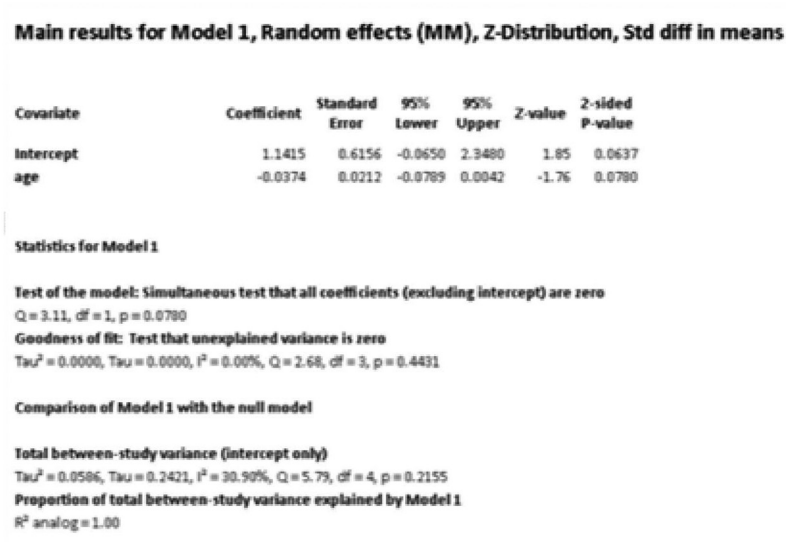 Main results for Model 1, Random effects (MM), Z-Distribution, Std diff in means
Covariate Coefficient Standard Error 95% Lower 95% Upper Z-value 2-sided P-value
Intercept 1.1415 0.6156 -0.0650 2.3480 1.85 0.0637
age -0.0374 0.0212 -0.0789 0.0042 -1.76 0.0780
Statistics for Model 1
Test of the model: Simultaneous test that all coefficients (excluding intercept) are zero
Q = 3.11, df = 1, p = 0.0780
Goodness of fit: Test that unexplained variance is zero
Tau² = 0.0000, Tau = 0.0000, I² = 0.00%, Q = 2.68, df = 3, p = 0.4431
Comparison of Model 1 with the null model
Total between-study variance (intercept only)
Tau² = 0.0586, Tau = 0.2421, I² = 30.90%, Q = 5.79, df = 4, p = 0.2155
Proportion of total between-study variance explained by Model 1
R² analog = 1.00